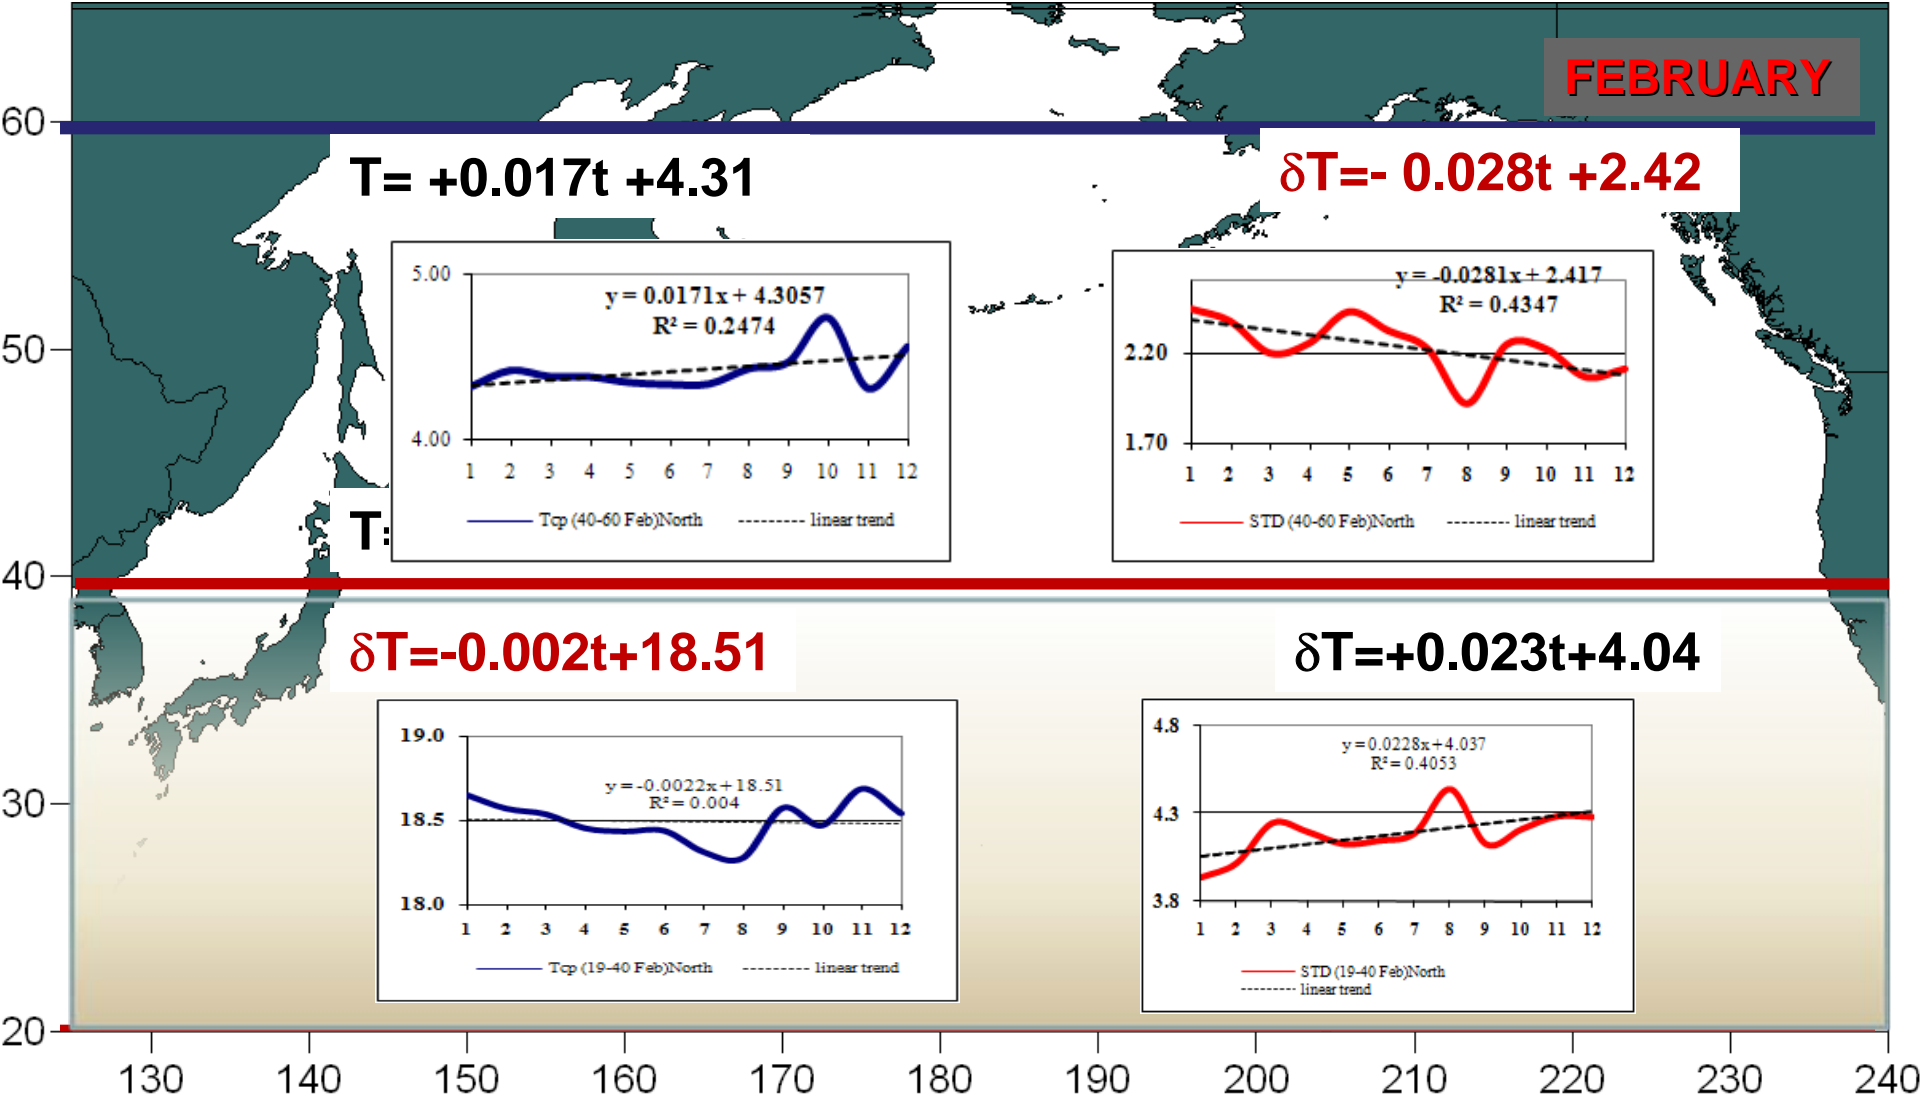 FEBRUARY
60
T= +0.017t +4.31
δT=- 0.028t +2.42
5.00
y = 0.0171x + 4.3057
R² = 0.2474
4.00
1 2 3 4 5 6 7 8 9 10 11 12
Tcp (40-60 Feb)North linear trend
y = -0.0281x + 2.417
R² = 0.4347
2.20
1.70
1 2 3 4 5 6 7 8 9 10 11 12
STD (40-60 Feb)North linear trend
50
T=
40
δT=-0.002t+18.51
δT=+0.023t+4.04
19.0
y = -0.0022x + 18.51
R² = 0.004
18.5
18.0
1 2 3 4 5 6 7 8 9 10 11 12
Tcp (19-40 Feb)North linear trend
4.8
y = 0.0228x + 4.037
R² = 0.4053
4.3
3.8
1 2 3 4 5 6 7 8 9 10 11 12
STD (19-40 Feb)North
linear trend
30
20
130 140 150 160 170 180 190 200 210 220 230 240